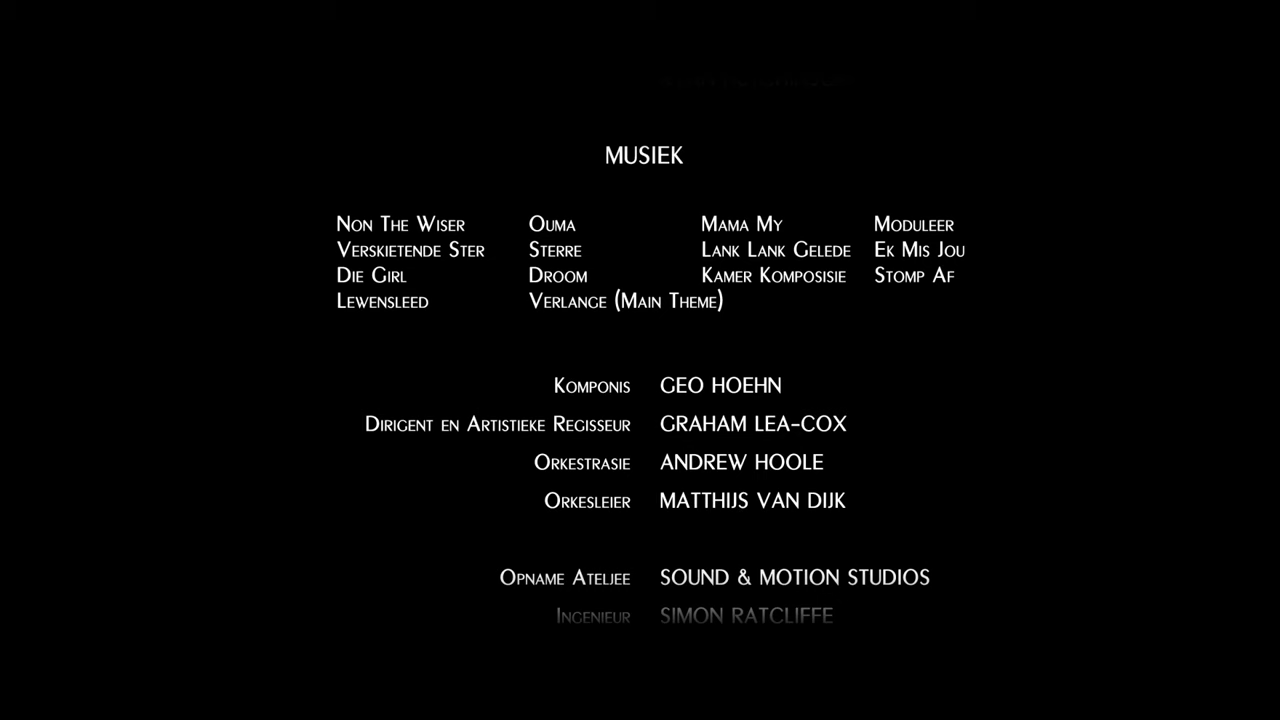 MUSIEK
Non The Wiser Ouma Mama My Moduleer
Verskietende Ster Sterre Lank Lank Gelede Ek Mis Jou
Die Girl Droom Kamer Komposisie Stomp Af
Lewensleed Verlange (Main Theme)
Komponis GEO HOEHN
Dirigent en Artistieke Regisseur GRAHAM LEA-COX
Orkestrasie ANDREW HOOLE
Orkesleier MATTHIJS VAN DIJK
Opname Ateljee SOUND & MOTION STUDIOS
Ingenieur SIMON RATCLIFFE